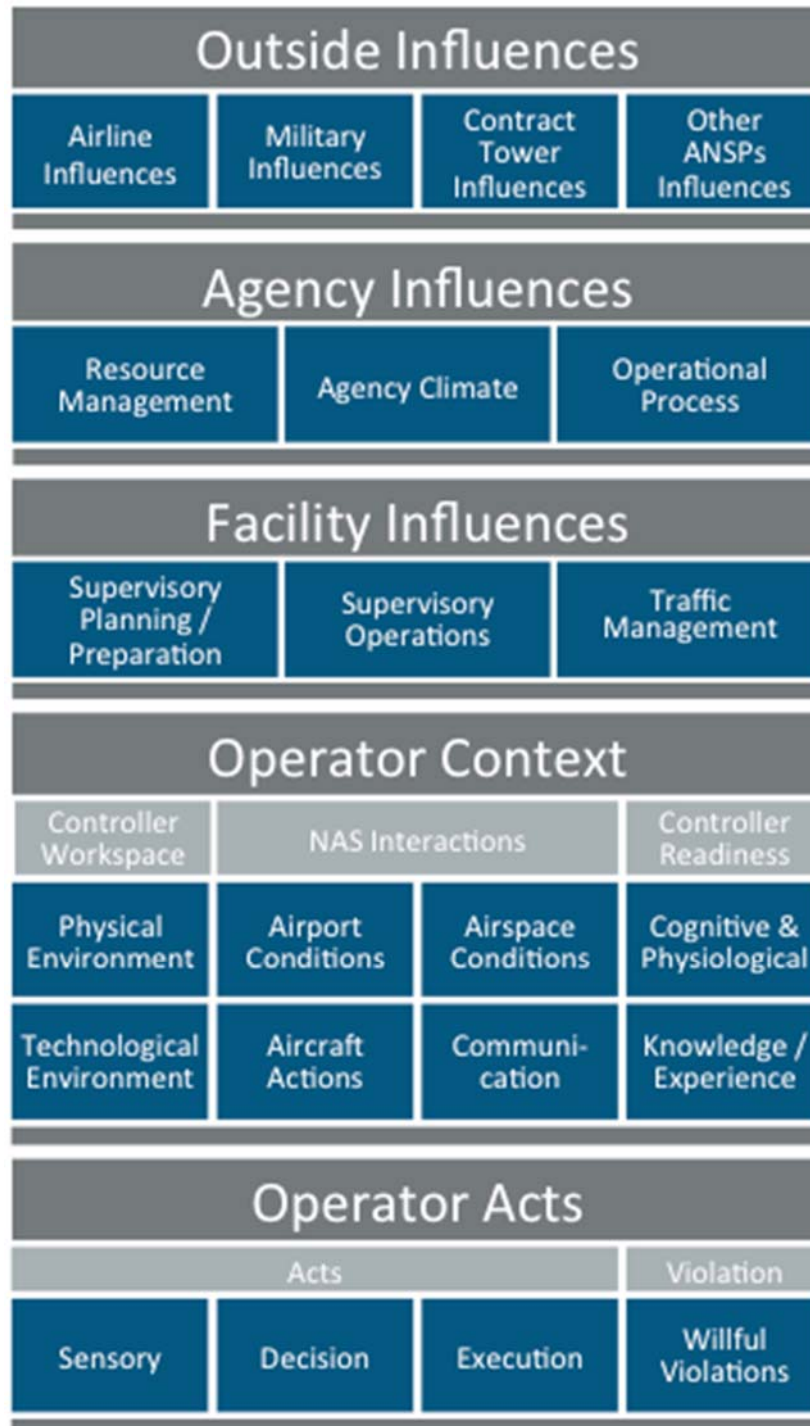 Outside Influences
Airline
Influences
Military
Influences
Contract
Tower
Influences
Other
ANSPs
Influences
Agency Influences
Resource
Management
Agency Climate
Operational
Process
Facility Influences
Supervisory
Planning /
Preparation
Supervisory
Operations
Traffic
Management
Operator Context
Controller
Workspace
NAS Interactions
Controller
Readiness
Physical
Environment
Airport
Conditions
Airspace
Conditions
Cognitive &
Physiological
Technological
Environment
Aircraft
Actions
Communi-
cation
Knowledge /
Experience
Operator Acts
Acts
Violation
Sensory
Decision
Execution
Willful
Violations